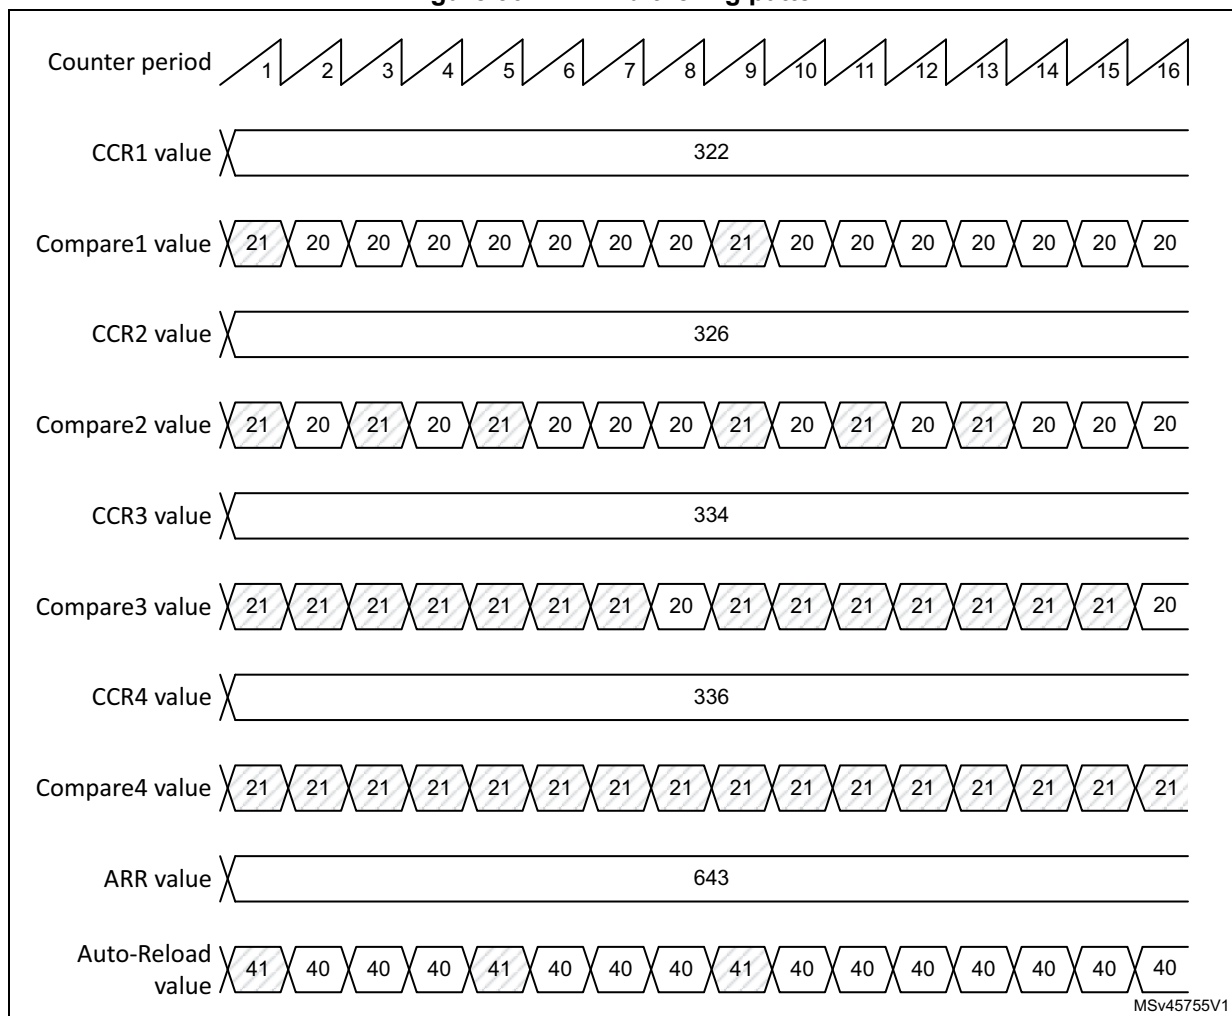 Counter period 1 2 3 4 5 6 7 8 9 10 11 12 13 14 15 16
CCR1 value 322
Compare1 value 21 20 20 20 20 20 20 20 21 20 20 20 20 20 20 20
CCR2 value 326
Compare2 value 21 20 21 20 21 20 20 20 21 20 21 20 21 20 20 20
CCR3 value 334
Compare3 value 21 21 21 21 21 21 21 20 21 21 21 21 21 21 21 20
CCR4 value 336
Compare4 value 21 21 21 21 21 21 21 21 21 21 21 21 21 21 21 21
ARR value 643
Auto-Reload
value 41 40 40 40 41 40 40 40 41 40 40 40 40 40 40 40
MSv45755V1